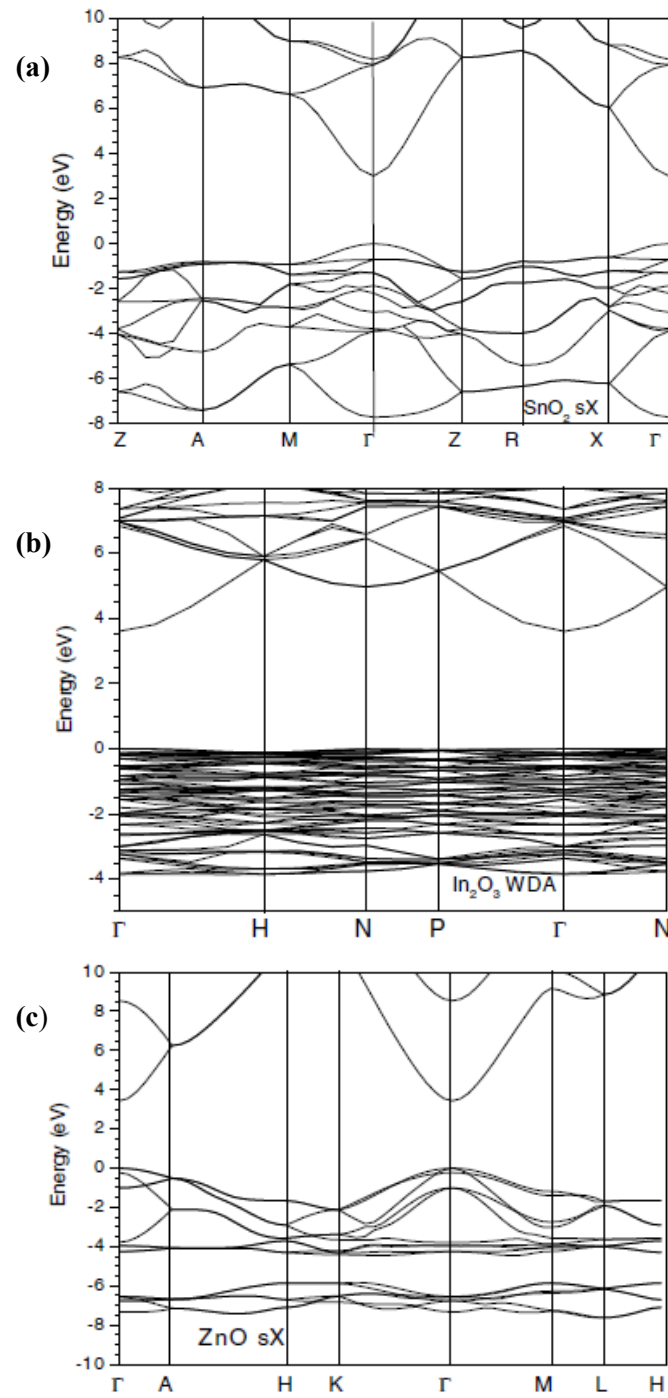 (a)
10
8
6
4
2
0
-2
-4
-6
-8
Energy (eV)
SnO₂ sX
Z A M Γ Z R X Γ
(b)
8
6
4
2
0
-2
-4
Energy (eV)
In₂O₃ WDA
Γ H N P Γ N
(c)
10
8
6
4
2
0
-2
-4
-6
-8
-10
Energy (eV)
ZnO sX
Γ A H K Γ M L H